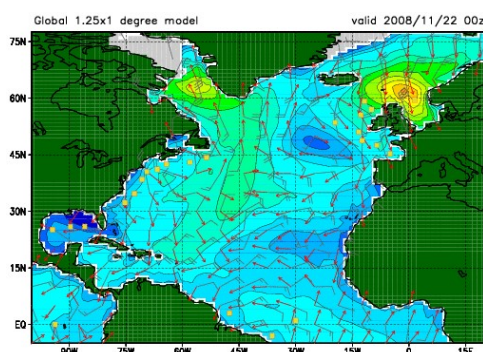 Global 1.25x1 degree model valid 2008/11/22 00z
75N
60N
45N
30N
15N
EQ
90W 75W 60W 45W 30W 15W 0 15E